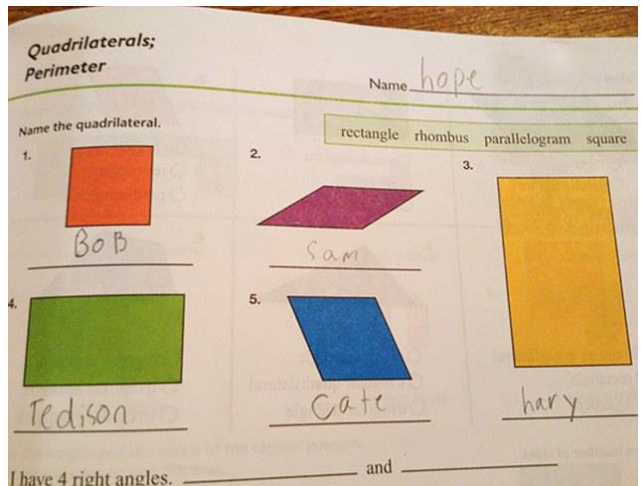 Quadrilaterals;
Perimeter
Name hope
Name the quadrilateral.
rectangle rhombus parallelogram square
1.
2.
3.
BoB
Sam
4.
5.
Tedison
Cate
hary
I have 4 right angles. and